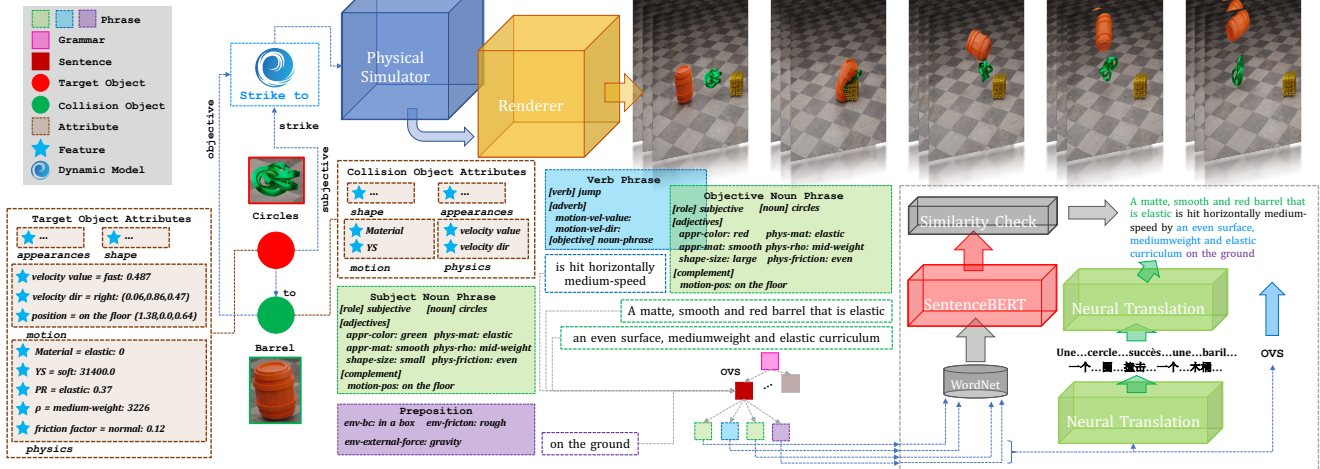 Phrase
Grammar
Sentence
Target Object
Collision Object
Attribute
Feature
Dynamic Model
objective
Strike to
strike
subjective
Physical
Simulator
Renderer
Circles
to
Barrel
Target Object Attributes
...
...
appearances
shape
velocity value = fast: 0.487
velocity dir = right: (0.06,0.86,0.47)
position = on the floor (1.38,0.0,0.64)
motion
Material = elastic: 0
YS = soft: 31400.0
PR = elastic: 0.37
ρ = medium-weight: 3226
friction factor = normal: 0.12
physics
Collision Object Attributes
...
...
shape
appearances
Material
YS
velocity value
velocity dir
motion
physics
Subject Noun Phrase
[role] subjective [noun] circles
[adjectives]
appr-color: green phys-mat: elastic
appr-mat: smooth phys-rho: mid-weight
shape-size: small phys-friction: even
[complement]
motion-pos: on the floor
Preposition
env-bc: in a box env-fricton: rough
env-external-force: gravity
Verb Phrase
[verb] jump
[adverb]
motion-vel-value:
motion-vel-dir:
[objective] noun-phrase
Objective Noun Phrase
[role] subjective [noun] circles
[adjectives]
appr-color: red phys-mat: elastic
appr-mat: smooth phys-rho: mid-weight
shape-size: large phys-friction: even
[complement]
motion-pos: on the floor
is hit horizontally
medium-speed
A matte, smooth and red barrel that is elastic
an even surface, mediumweight and elastic curriculum
on the ground
OVS
...
Similarity Check
SentenceBERT
WordNet
A matte, smooth and red barrel that
is elastic is hit horizontally medium-
speed by an even surface,
mediumweight and elastic
curriculum on the ground
Neural Translation
Une...cercle...succès...une...baril...
一个...圈...撞击...一个...木桶...
Neural Translation
OVS